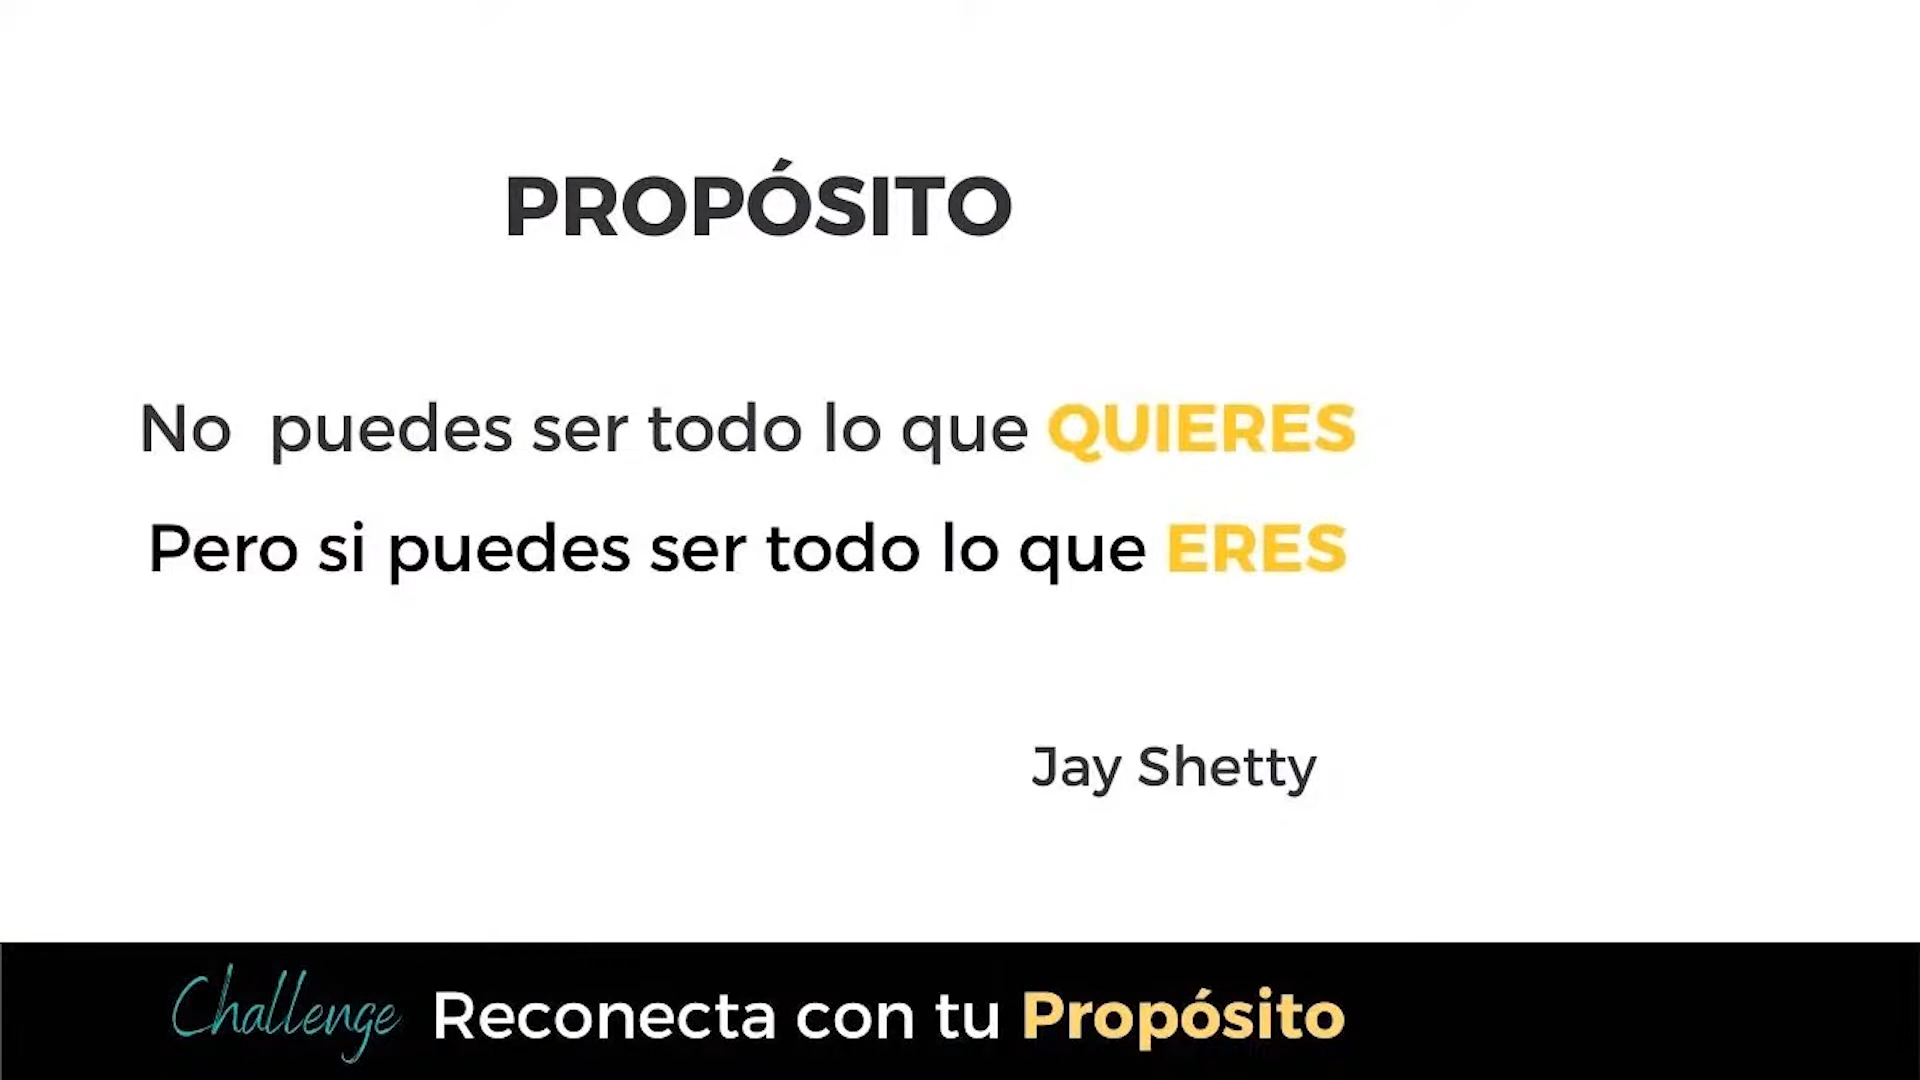 PROPÓSITO
No puedes ser todo lo que QUIERES
Pero si puedes ser todo lo que ERES
Jay Shetty
Challenge Reconecta con tu Propósito